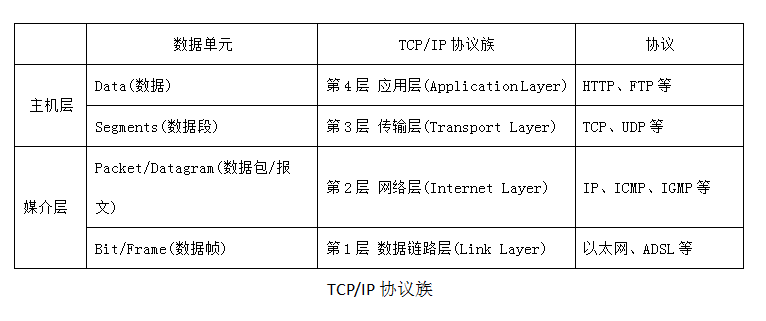 数据单元 TCP/IP 协议族 协议
主机层 Data(数据) 第4层 应用层(Application Layer) HTTP、FTP 等
Segments(数据段) 第3层 传输层(Transport Layer) TCP、UDP 等
媒介层 Packet/Datagram(数据包/报
文) 第2层 网络层(Internet Layer) IP、ICMP、IGMP 等
Bit/Frame(数据帧) 第1层 数据链路层(Link Layer) 以太网、ADSL 等
TCP/IP 协议族